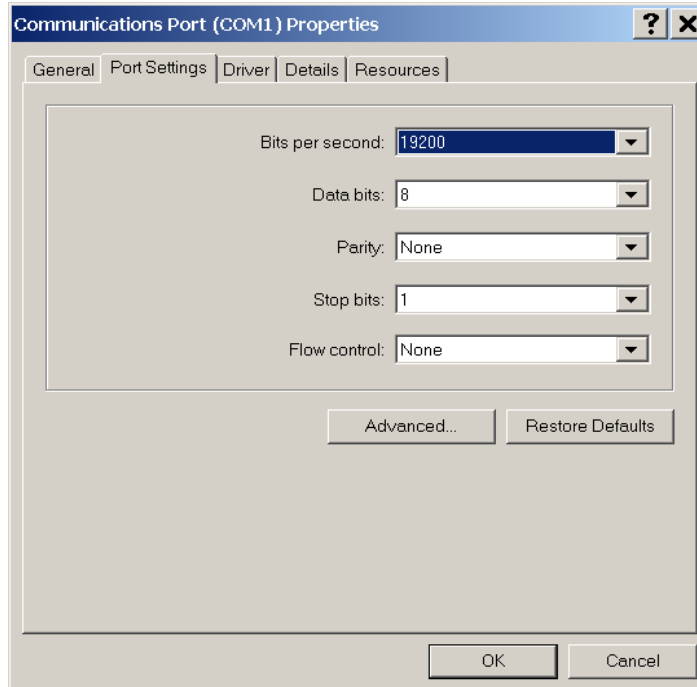 Communications Port (COM1) Properties ? X
General Port Settings Driver Details Resources
Bits per second: 19200
Data bits: 8
Parity: None
Stop bits: 1
Flow control: None
Advanced... Restore Defaults
OK Cancel